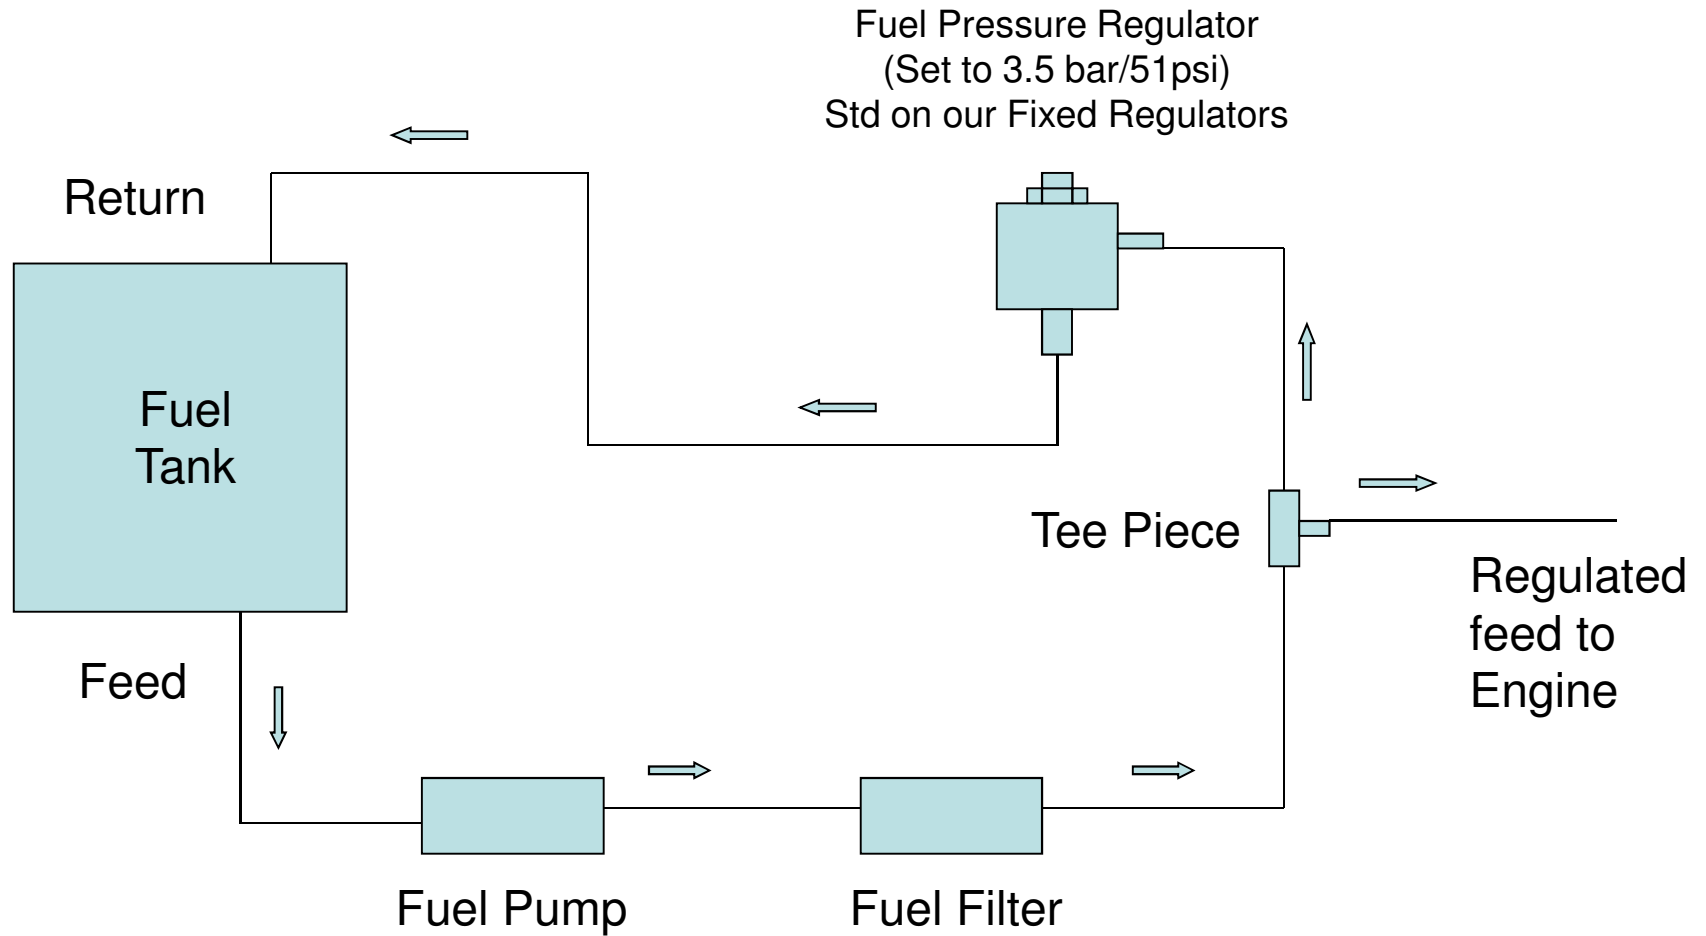 Fuel Pressure Regulator
(Set to 3.5 bar/51psi)
Std on our Fixed Regulators
Return
Fuel
Tank
Tee Piece
Regulated
feed to
Engine
Feed
Fuel Pump
Fuel Filter